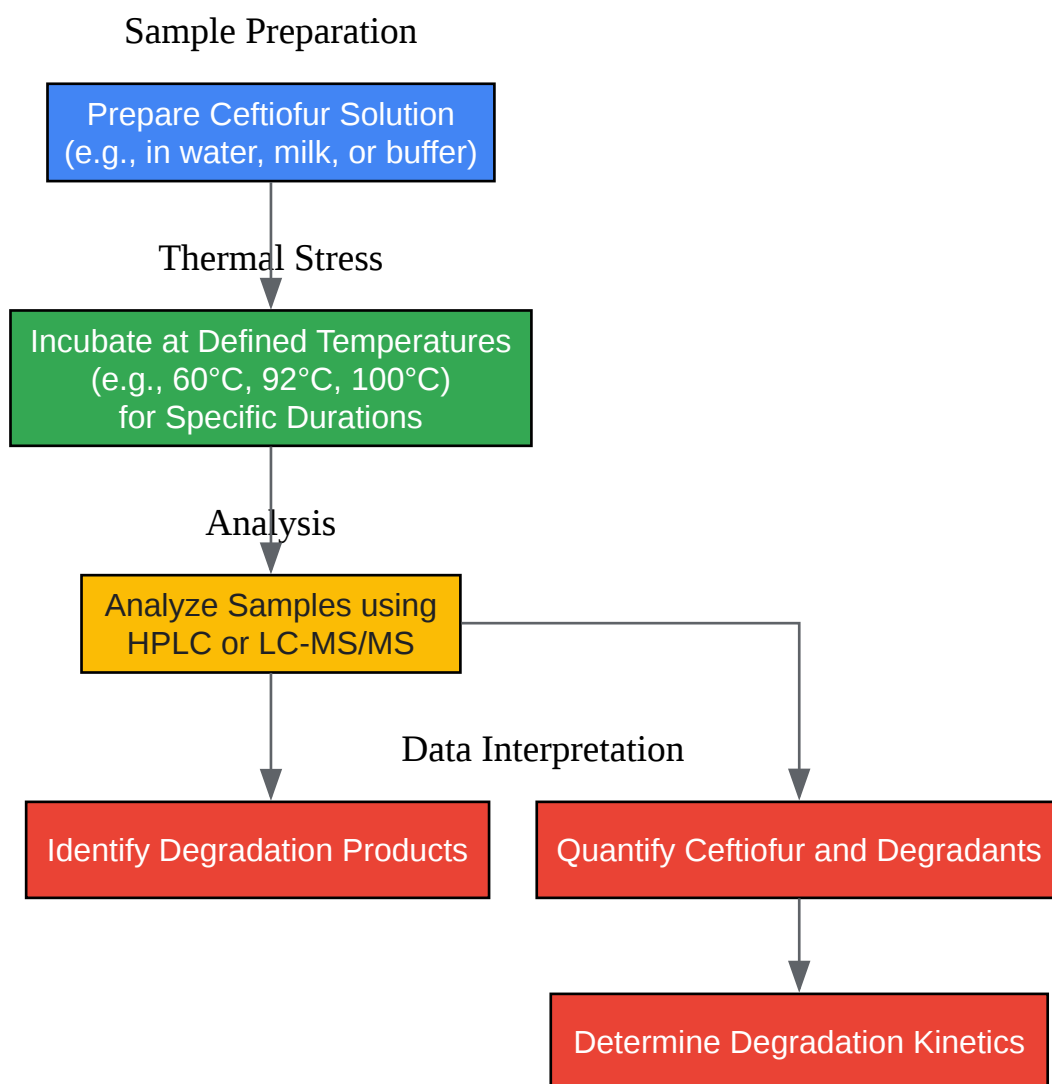 Sample Preparation
Prepare Ceftiofur Solution
(e.g., in water, milk, or buffer)
Thermal Stress
Incubate at Defined Temperatures
(e.g., 60°C, 92°C, 100°C)
for Specific Durations
Analysis
Analyze Samples using
HPLC or LC-MS/MS
Data Interpretation
Identify Degradation Products
Quantify Ceftiofur and Degradants
Determine Degradation Kinetics